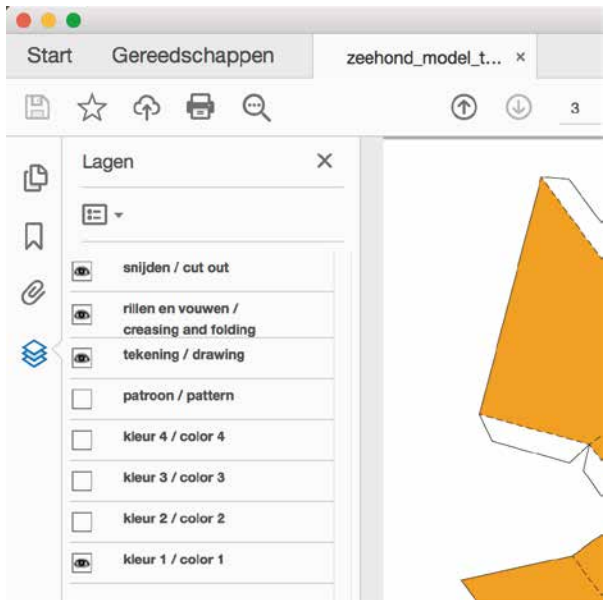 Start Gereedschappen zeehond_model_t... ×
3
Lagen
snijden / cut out
rillen en vouwen /
creasing and folding
tekening / drawing
patroon / pattern
kleur 4 / color 4
kleur 3 / color 3
kleur 2 / color 2
kleur 1 / color 1